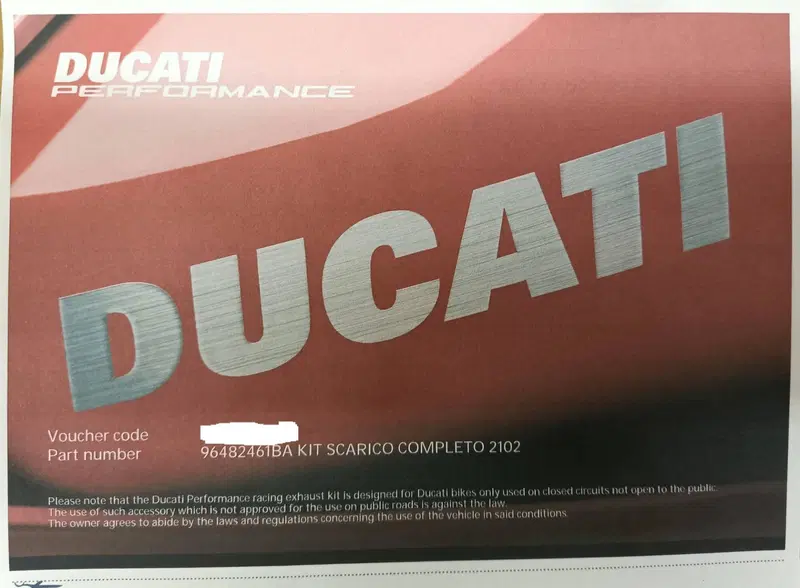 DUCATI
PERFORMANCE
DUCATI
Voucher code
Part number 96482461BA KIT SCARICO COMPLETO 2102
Please note that the Ducati Performance racing exhaust kit is designed for Ducati bikes only used on closed circuits not open to the public.
The use of such accessory which is not approved for the use on public roads is against the law.
The owner agrees to abide by the laws and regulations concerning the use of the vehicle in said conditions.